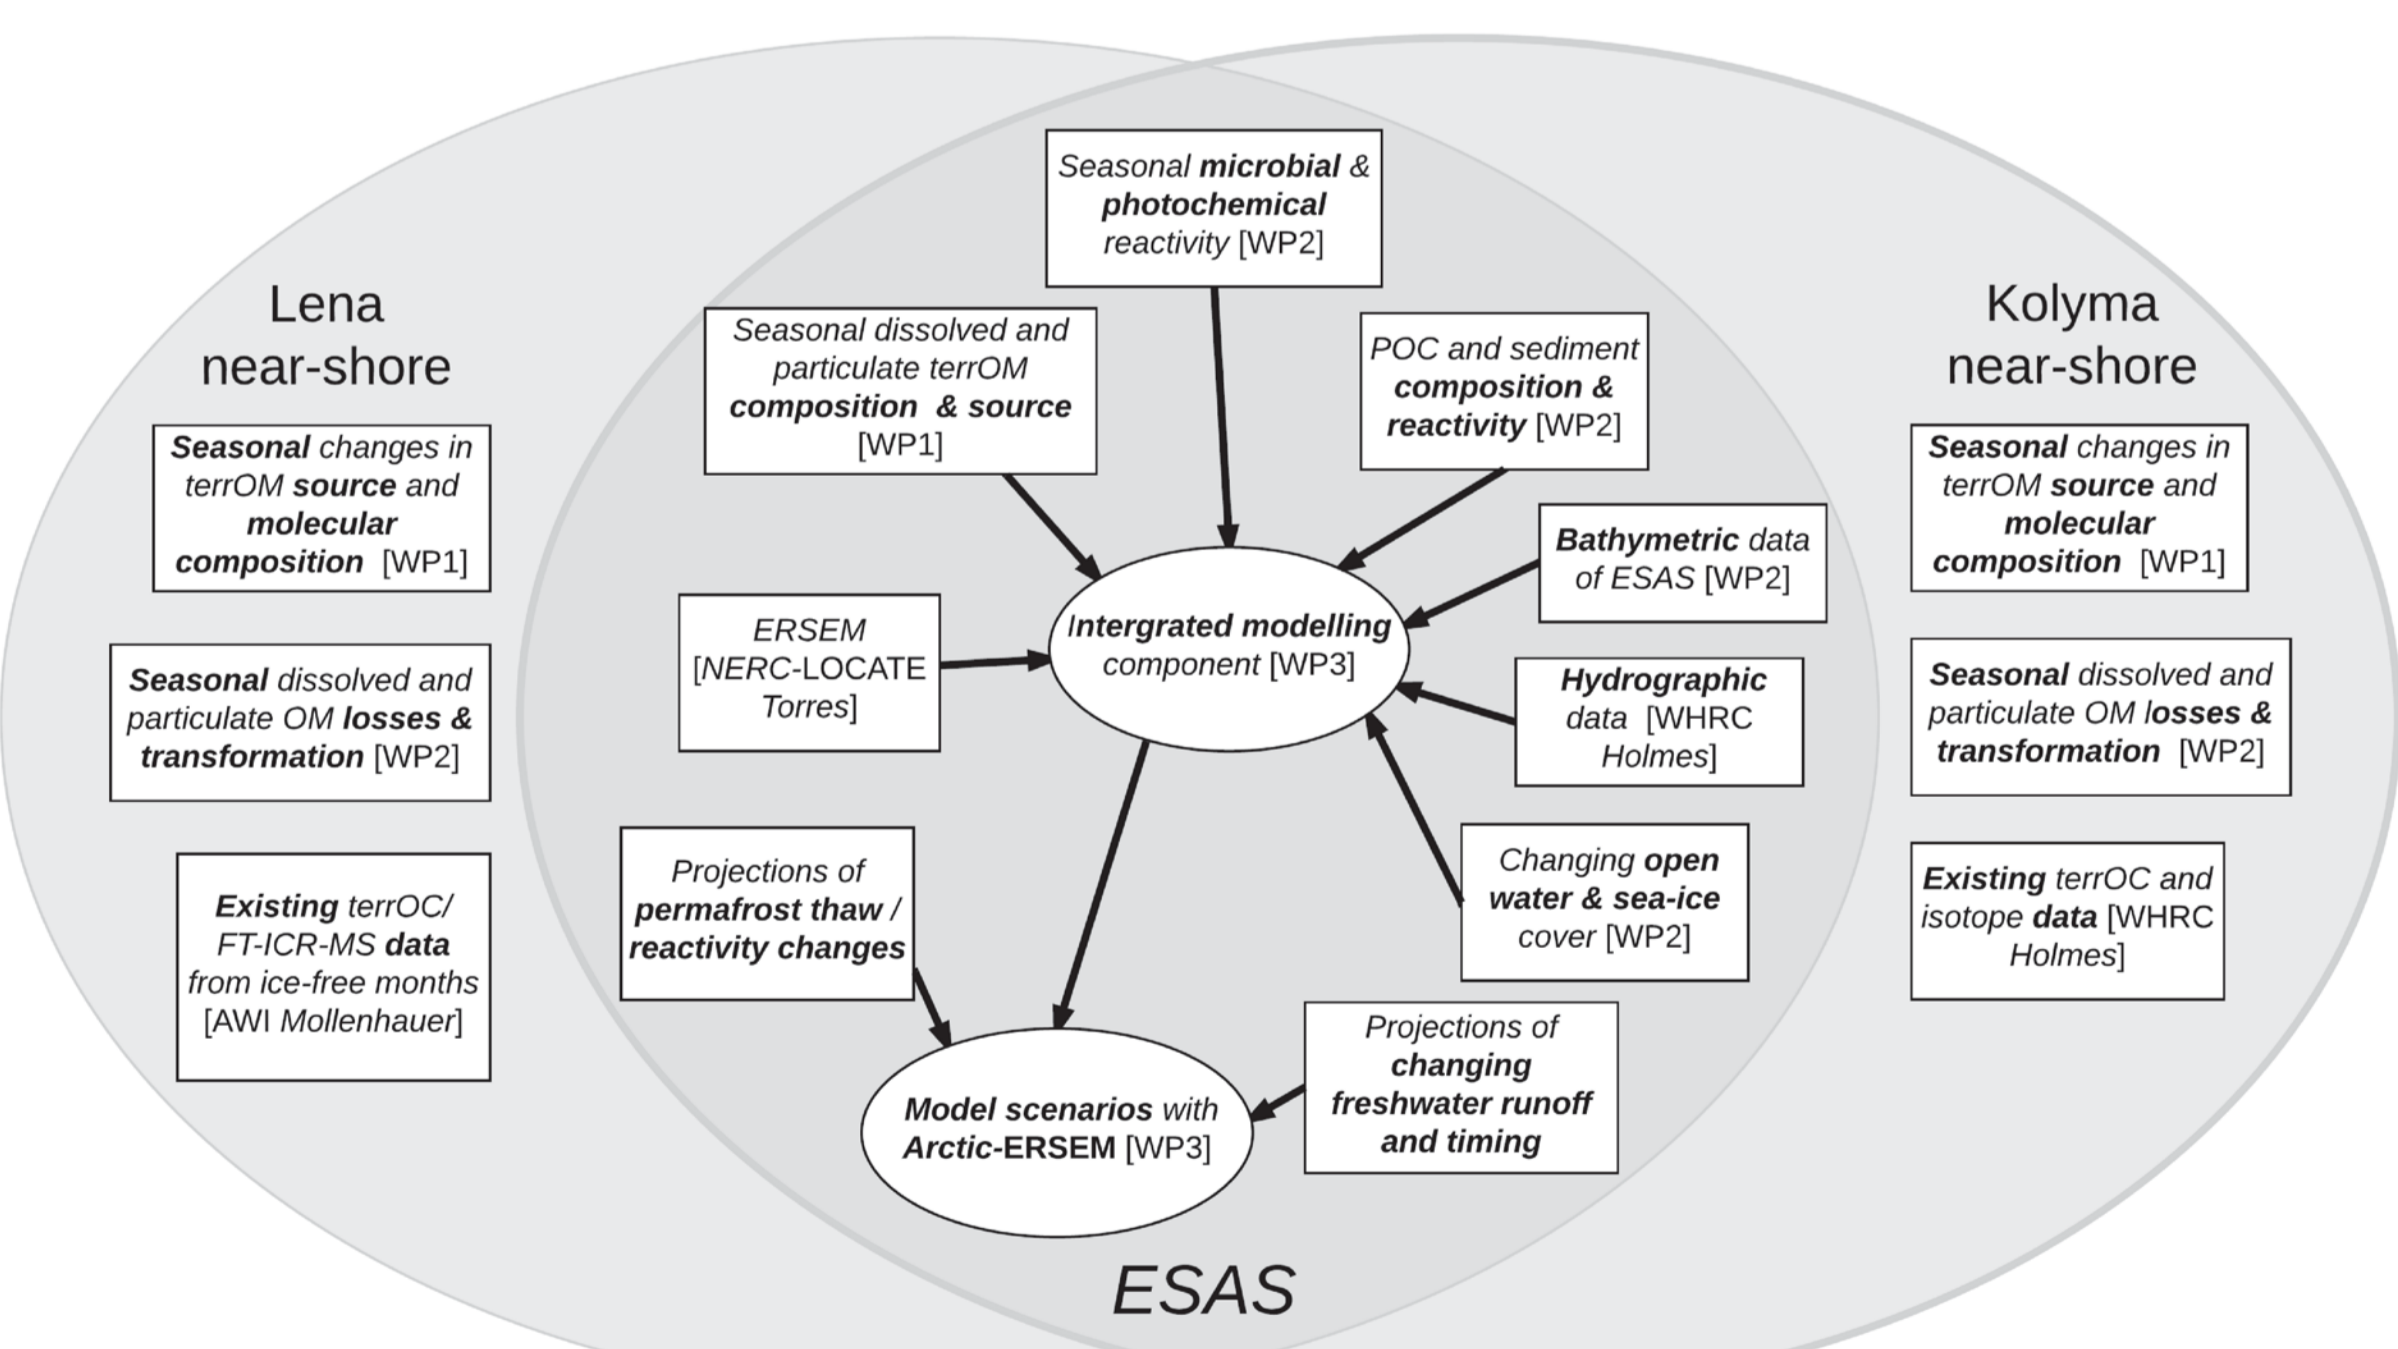 Lena
near-shore
Seasonal changes in
terrOM source and
molecular
composition [WP1]
Seasonal dissolved and
particulate OM losses &
transformation [WP2]
Existing terrOC/
FT-ICR-MS data
from ice-free months
[AWI Mollenhauer]
Seasonal microbial &
photochemical
reactivity [WP2]
Seasonal dissolved and
particulate terrOM
composition & source
[WP1]
POC and sediment
composition &
reactivity [WP2]
Bathymetric data
of ESAS [WP2]
ERSEM
[NERC-LOCATE
Torres]
Intergrated modelling
component [WP3]
Hydrographic
data [WHRC
Holmes]
Projections of
permafrost thaw /
reactivity changes
Changing open
water & sea-ice
cover [WP2]
Model scenarios with
Arctic-ERSEM [WP3]
Projections of
changing
freshwater runoff
and timing
ESAS
Kolyma
near-shore
Seasonal changes in
terrOM source and
molecular
composition [WP1]
Seasonal dissolved and
particulate OM losses &
transformation [WP2]
Existing terrOC and
isotope data [WHRC
Holmes]